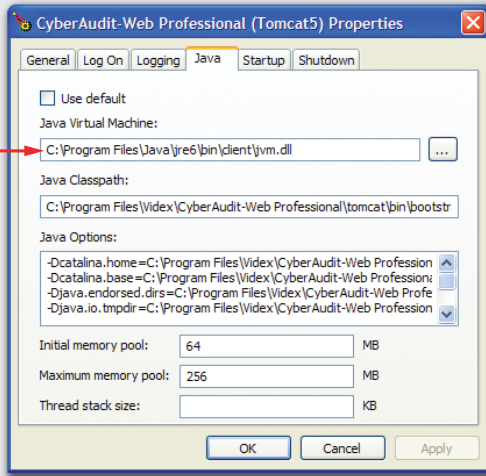 CyberAudit-Web Professional (Tomcat5) Properties
General Log On Logging Java Startup Shutdown
Use default
Java Virtual Machine:
C:\Program Files\Java\jre6\bin\client\jvm.dll ...
Java Classpath:
C:\Program Files\Videx\CyberAudit-Web Professional\tomcat\bin\bootstr
Java Options:
-Dcatalina.home=C:\Program Files\Videx\CyberAudit-Web Profession
-Dcatalina.base=C:\Program Files\Videx\CyberAudit-Web Professiona
-Djava.endorsed.dirs=C:\Program Files\Videx\CyberAudit-Web Profe
-Djava.io.tmpdir=C:\Program Files\Videx\CyberAudit-Web Profession
Initial memory pool: 64 MB
Maximum memory pool: 256 MB
Thread stack size: KB
OK Cancel Apply